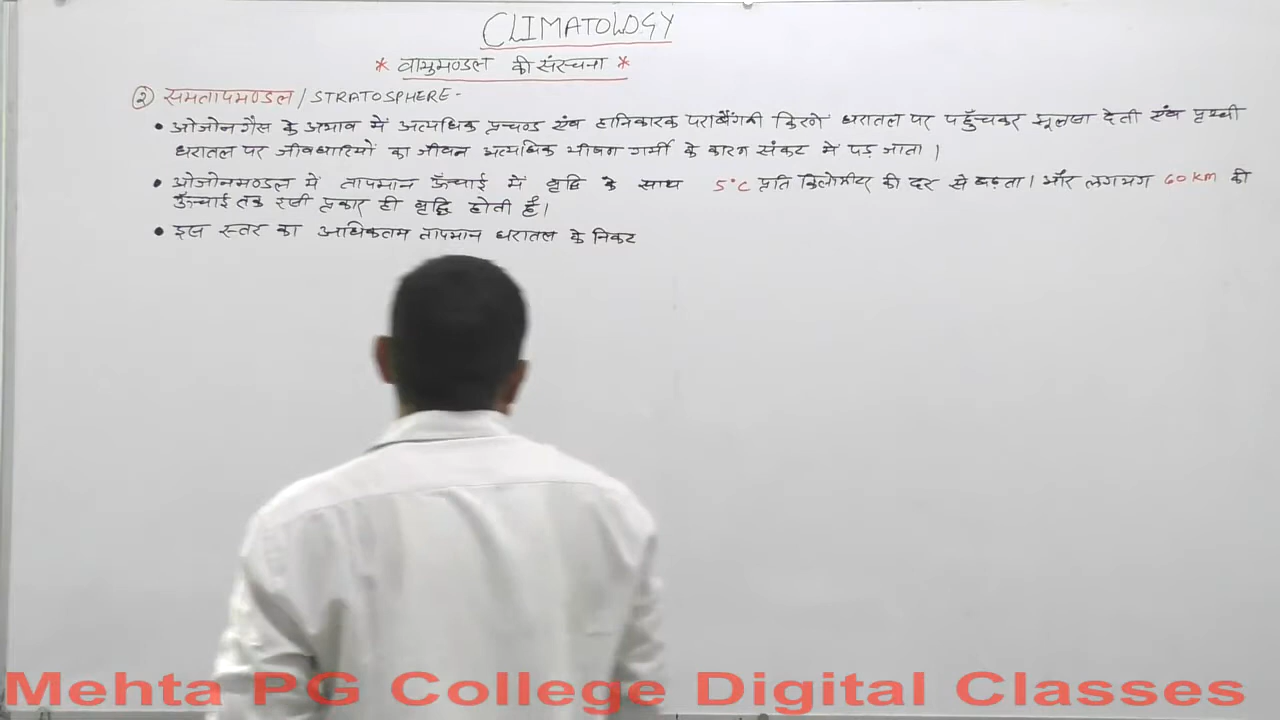 CLIMATOLOGY
* वायुमण्डल की संरचना *
② समतापमण्डल / STRATOSPHERE -
• ओजोन गैस के अभाव में अत्यधिक प्रचण्ड एंव हानिकारक पराबैंगनी किरणें धरातल पर पहुँचकर झुलसा देती एंव पृथ्वी
धरातल पर जीवधारियों का जीवन अत्यधिक भीषण गर्मी के कारण संकट में पड़ जाता।
• ओजोनमण्डल में तापमान ऊँचाई में वृद्धि के साथ 5°C प्रति किलोमीटर की दर से बढ़ता। और लगभग 60 KM की
ऊँचाई तक इसी प्रकार ही वृद्धि होती हैं।
• इस स्तर का अधिकतम तापमान धरातल के निकट
Mehta PG College Digital Classes